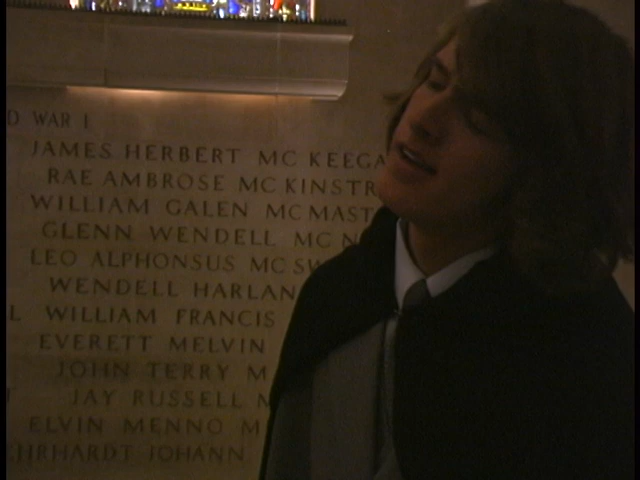 D WAR I
JAMES HERBERT MC KEEGA
RAE AMBROSE MC KINSTR
WILLIAM GALEN MC MAST
GLENN WENDELL MC N
LEO ALPHONSUS MC SW
WENDELL HARLAN
L WILLIAM FRANCIS
EVERETT MELVIN
JOHN TERRY M
JAY RUSSELL M
ELVIN MENNO M
EHRHARDT JOHANN